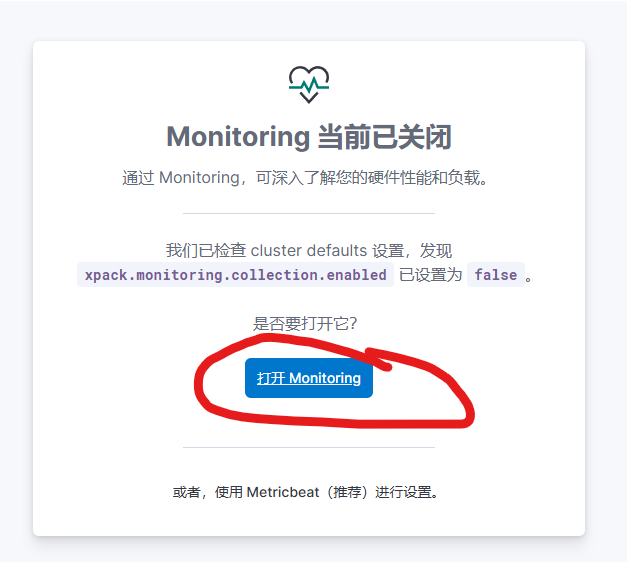 Monitoring 当前已关闭
通过 Monitoring，可深入了解您的硬件性能和负载。
我们已检查 cluster defaults 设置，发现
xpack.monitoring.collection.enabled 已设置为 false 。
是否要打开它？
打开 Monitoring
或者，使用 Metricbeat（推荐）进行设置。